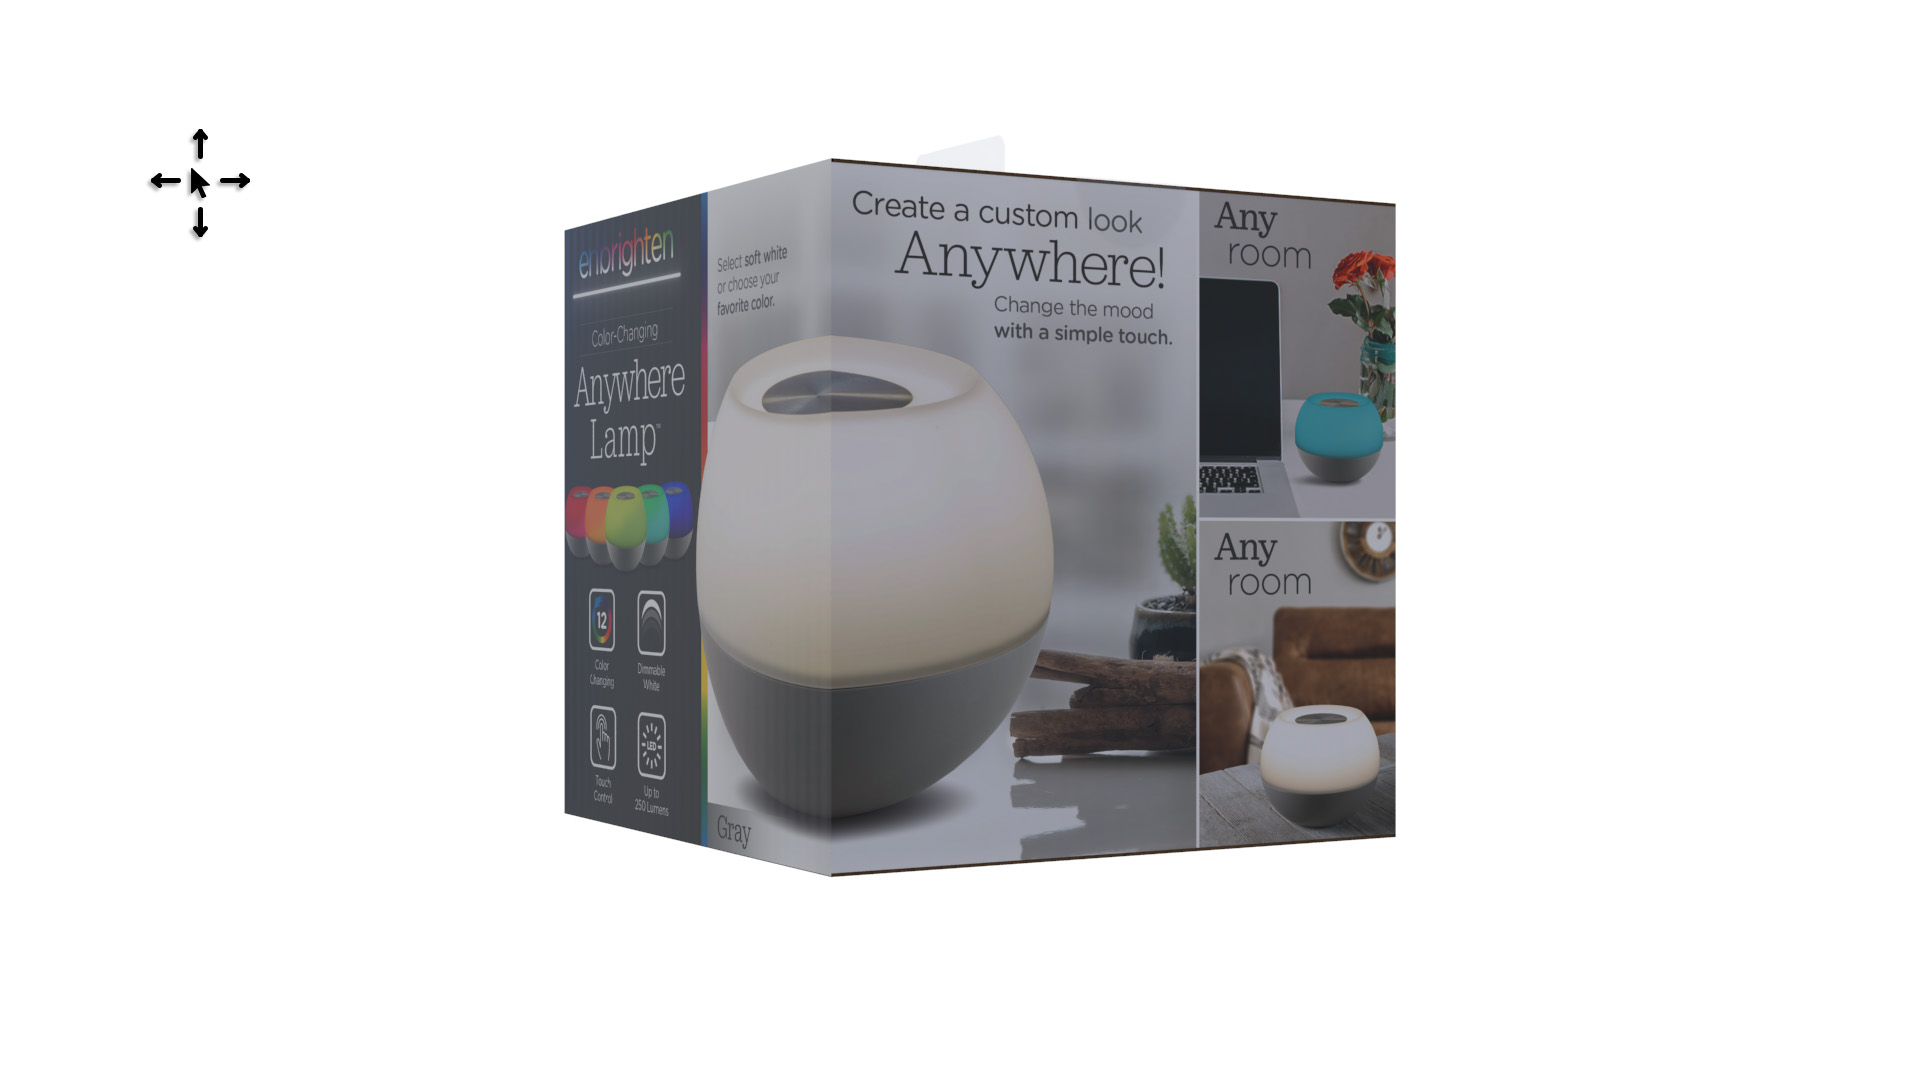 enbrighten
Color-Changing
Anywhere
Lamp™
12
Color
Changing
Dimmable
White
Touch
Control
LED
Up to
250 Lumens
Select soft white
or choose your
favorite color.
Gray
Create a custom look
Anywhere!
Change the mood
with a simple touch.
Any
room
Any
room